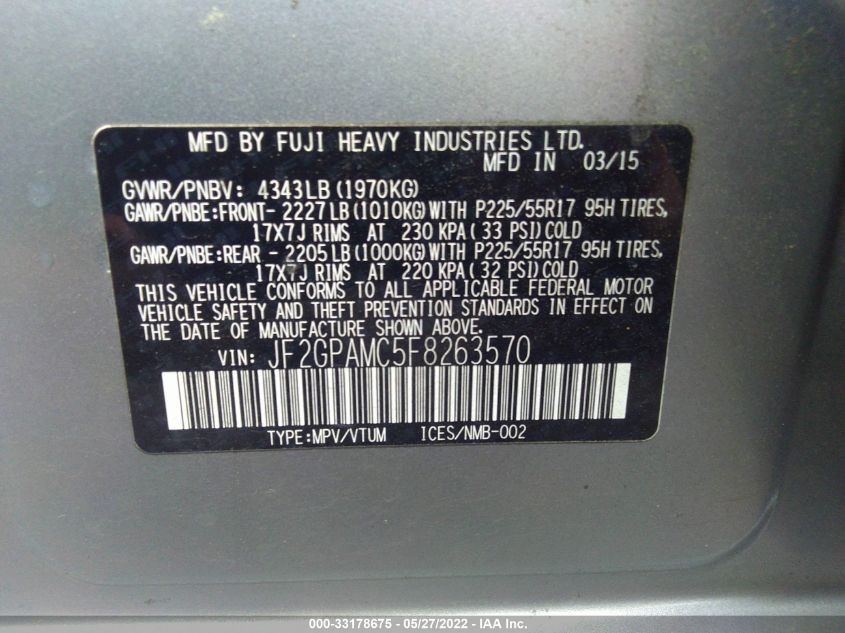 MFD BY FUJI HEAVY INDUSTRIES LTD.
MFD IN 03/15
GVWR/PNBV: 4343LB (1970KG)
GAWR/PNBE:FRONT- 2227LB (1010KG) WITH P225/55R17 95H TIRES,
17X7J RIMS AT 230 KPA (33 PSI) COLD
GAWR/PNBE:REAR - 2205LB (1000KG) WITH P225/55R17 95H TIRES,
17X7J RIMS AT 220 KPA (32 PSI) COLD
THIS VEHICLE CONFORMS TO ALL APPLICABLE FEDERAL MOTOR
VEHICLE SAFETY AND THEFT PREVENTION STANDARDS IN EFFECT ON
THE DATE OF MANUFACTURE SHOWN ABOVE.
VIN: JF2GPAMC5F8263570
TYPE:MPV/VTUM ICES/NMB-002
000-33178675 - 05/27/2022 - IAA Inc.